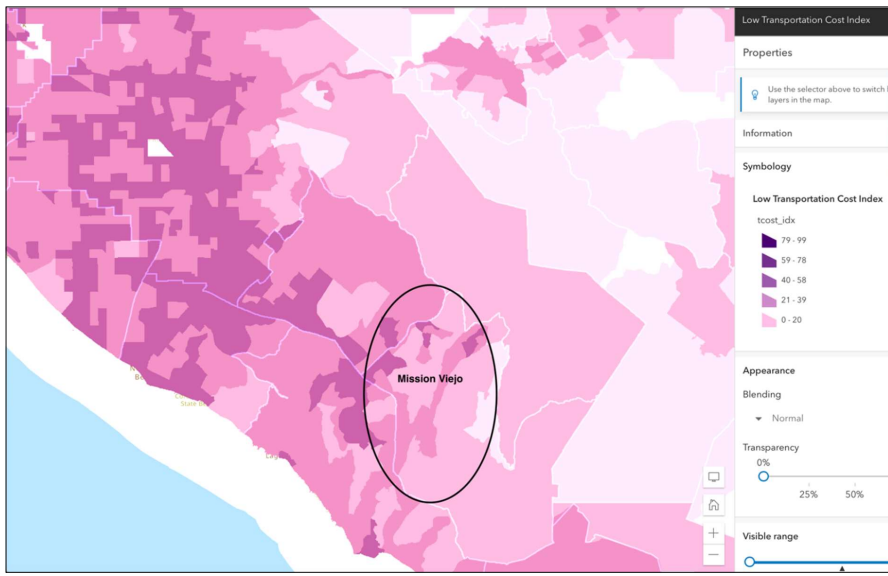 Low Transportation Cost Index
Properties
Use the selector above to switch
layers in the map.
Information
Symbology
Low Transportation Cost Index
tcost_idx
79 - 99
59 - 78
40 - 58
21 - 39
0 - 20
Mission Viejo
State
Appearance
Blending
Normal
Transparency
0%
25%
50%
Visible range
+
−